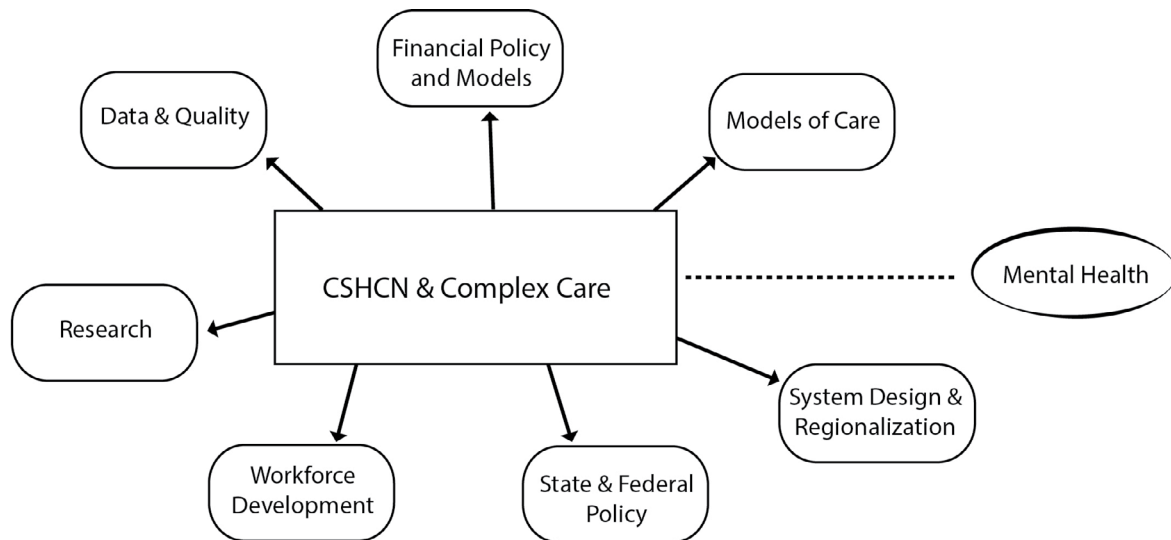 Financial Policy
and Models
Data & Quality
Models of Care
CSHCN & Complex Care
Mental Health
Research
System Design &
Regionalization
Workforce
Development
State & Federal
Policy